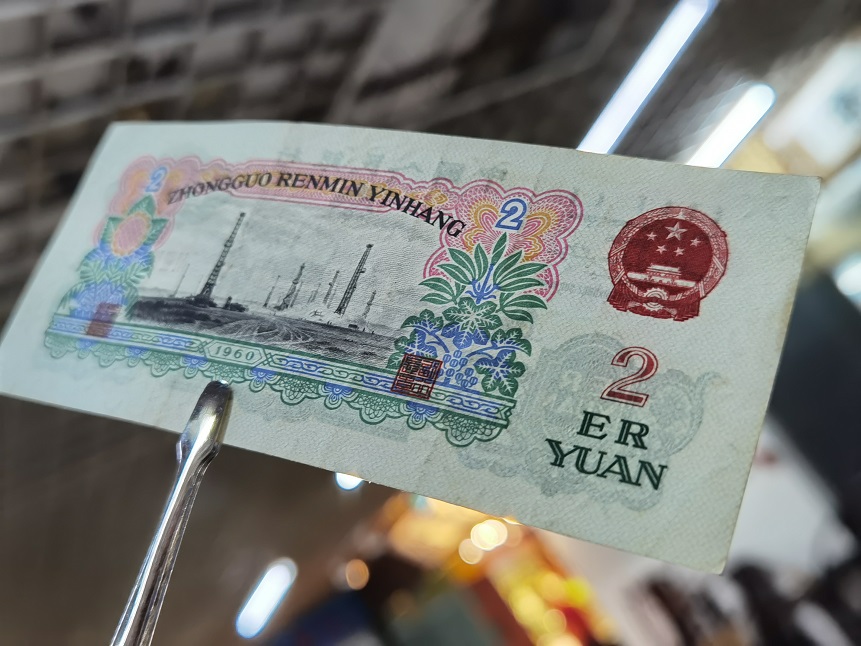 2
ZHONGGUO RENMIN YINHANG
2
1960
2
ER
YUAN